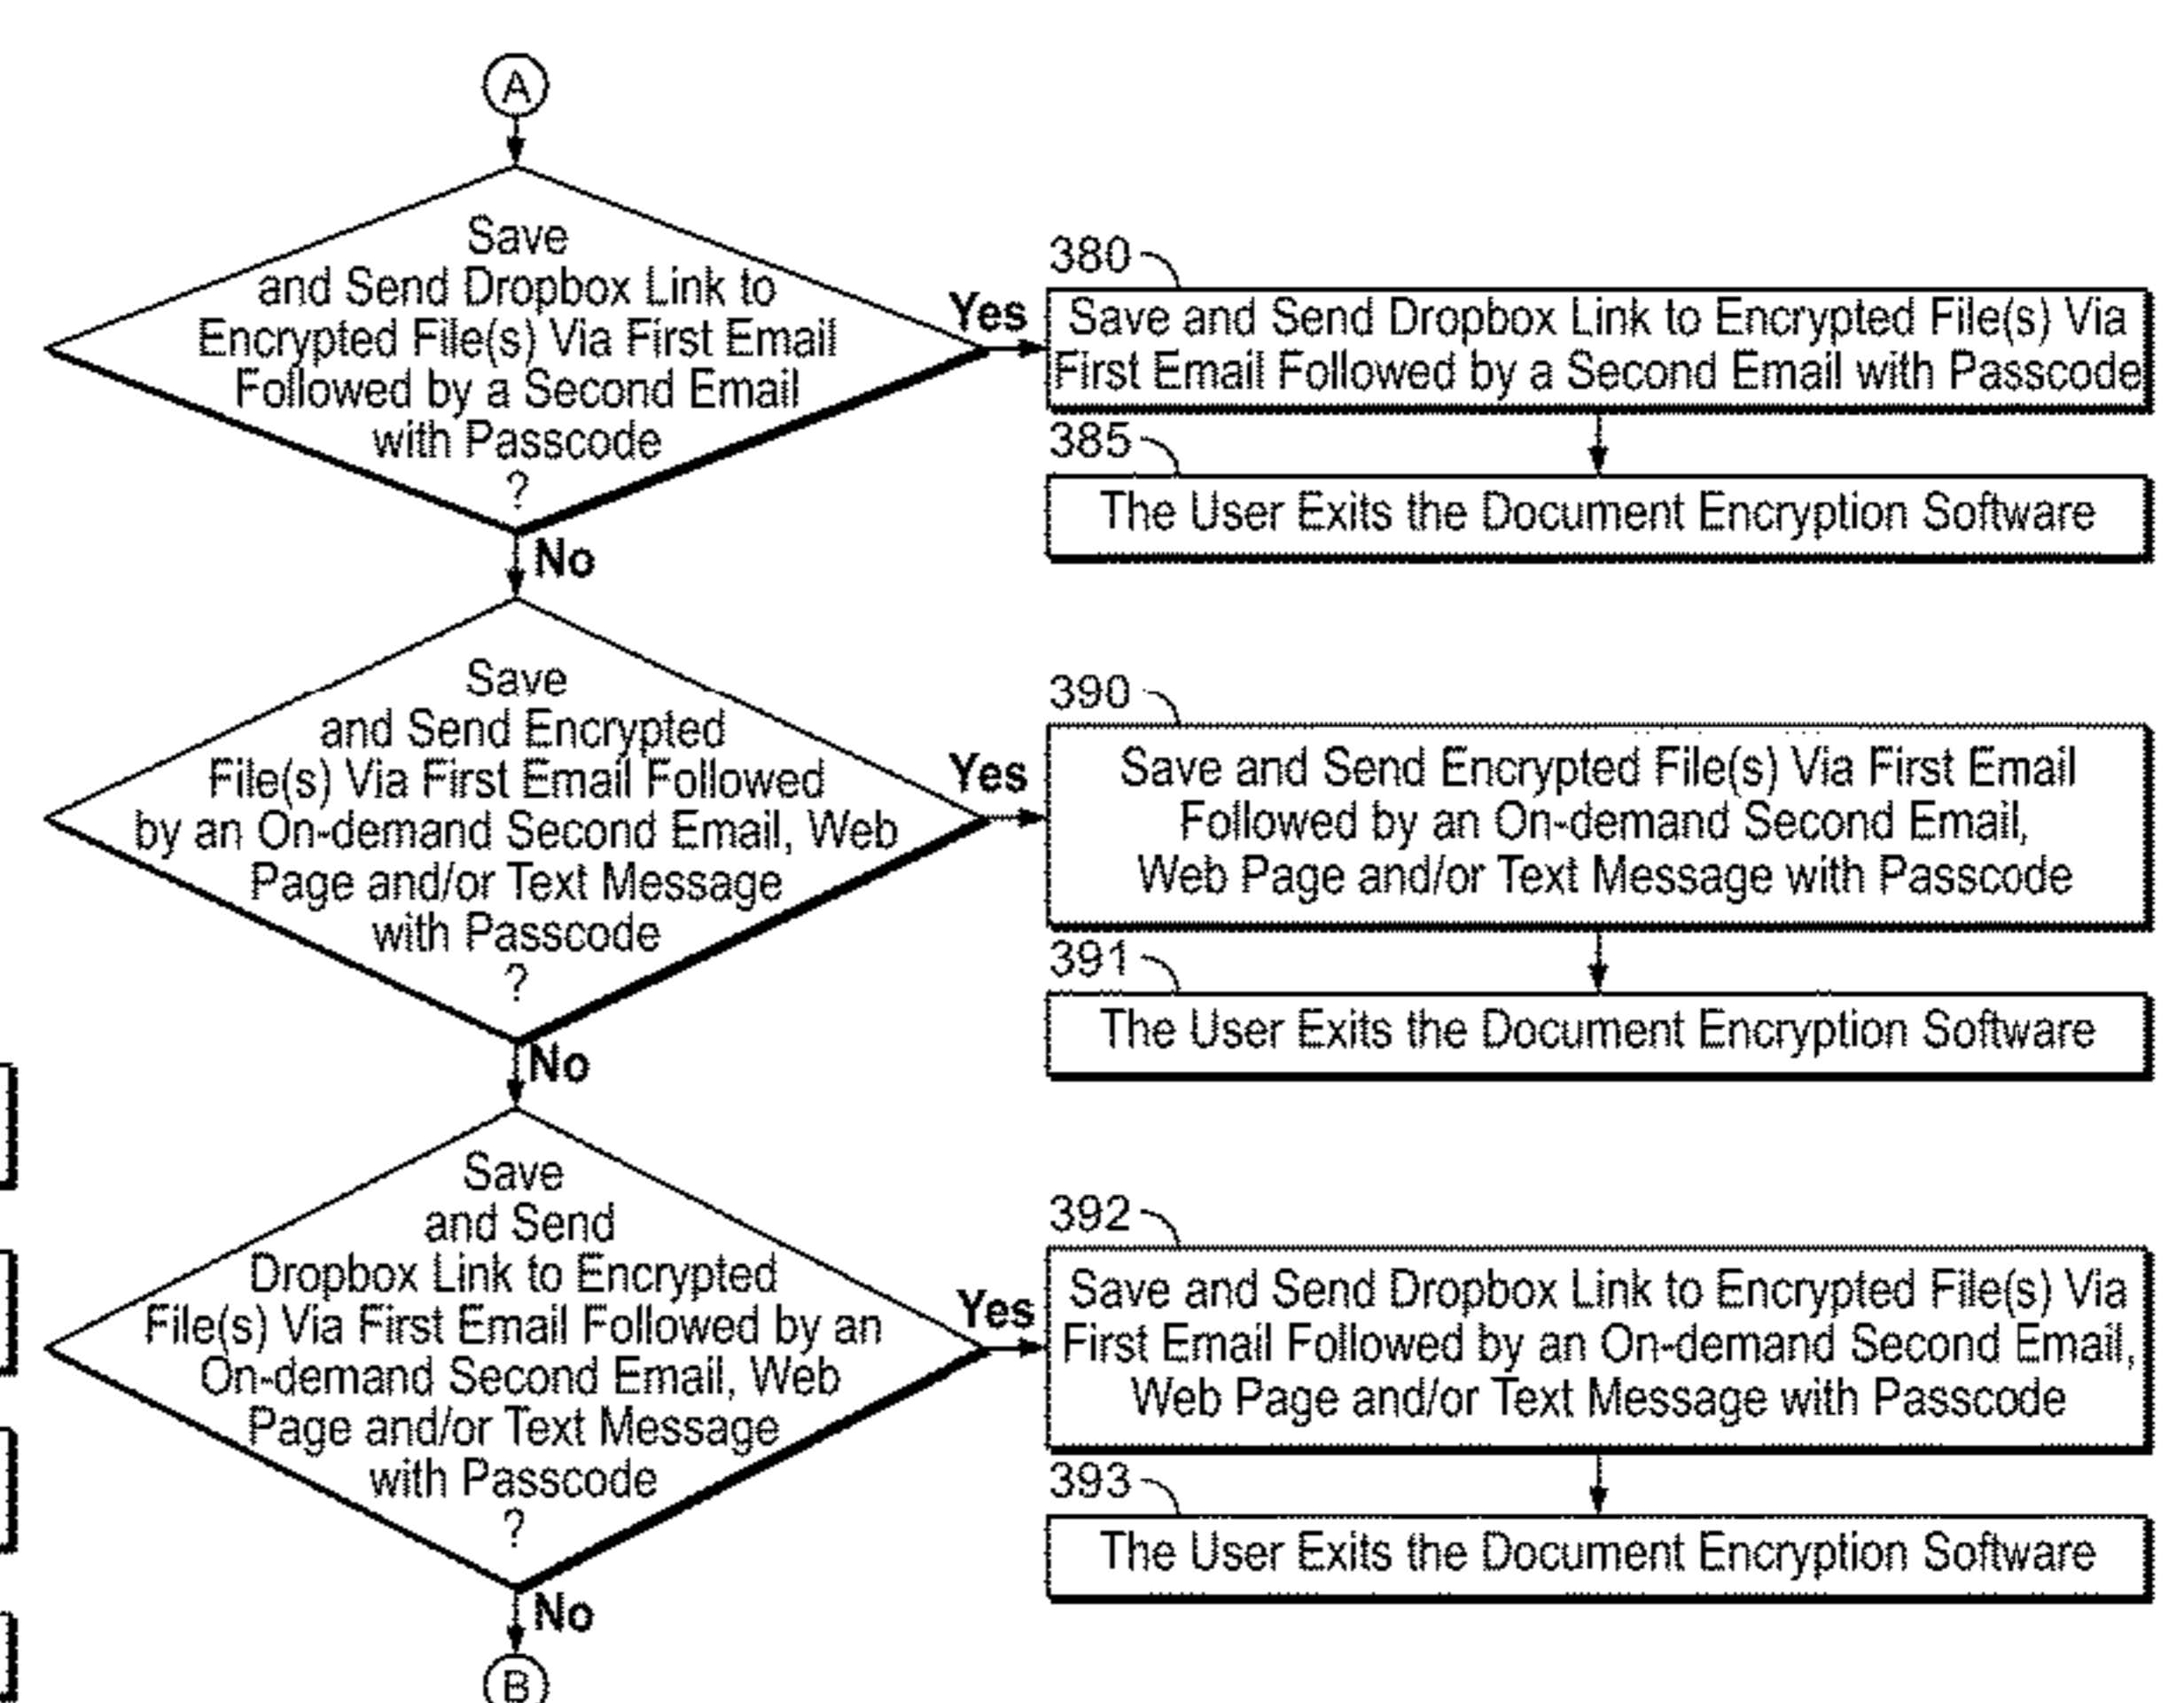 A
Save
and Send Dropbox Link to
Encrypted File(s) Via First Email
Followed by a Second Email
with Passcode
?
Yes
No
380
Save and Send Dropbox Link to Encrypted File(s) Via
First Email Followed by a Second Email with Passcode
385
The User Exits the Document Encryption Software
Save
and Send Encrypted
File(s) Via First Email Followed
by an On-demand Second Email, Web
Page and/or Text Message
with Passcode
?
Yes
No
390
Save and Send Encrypted File(s) Via First Email
Followed by an On-demand Second Email,
Web Page and/or Text Message with Passcode
391
The User Exits the Document Encryption Software
Save
and Send
Dropbox Link to Encrypted
File(s) Via First Email Followed by an
On-demand Second Email, Web
Page and/or Text Message
with Passcode
?
Yes
No
392
Save and Send Dropbox Link to Encrypted File(s) Via
First Email Followed by an On-demand Second Email,
Web Page and/or Text Message with Passcode
393
The User Exits the Document Encryption Software
B